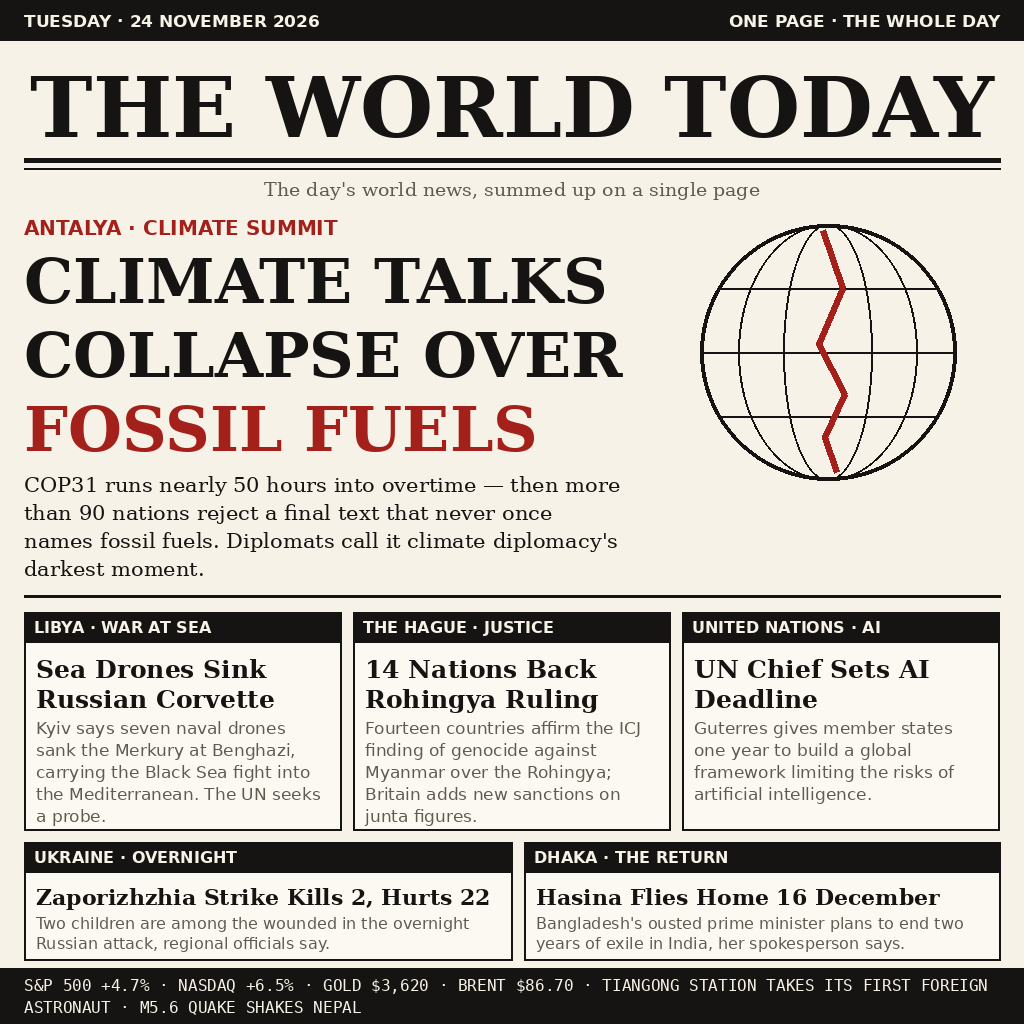 TUESDAY · 24 NOVEMBER 2026
ONE PAGE · THE WHOLE DAY
THE WORLD TODAY
The day's world news, summed up on a single page
ANTALYA · CLIMATE SUMMIT
CLIMATE TALKS
COLLAPSE OVER
FOSSIL FUELS
COP31 runs nearly 50 hours into overtime — then more
than 90 nations reject a final text that never once
names fossil fuels. Diplomats call it climate diplomacy's
darkest moment.
LIBYA · WAR AT SEA
Sea Drones Sink
Russian Corvette
Kyiv says seven naval drones
sank the Merkury at Benghazi,
carrying the Black Sea fight into
the Mediterranean. The UN seeks
a probe.
THE HAGUE · JUSTICE
14 Nations Back
Rohingya Ruling
Fourteen countries affirm the ICJ
finding of genocide against
Myanmar over the Rohingya;
Britain adds new sanctions on
junta figures.
UNITED NATIONS · AI
UN Chief Sets AI
Deadline
Guterres gives member states
one year to build a global
framework limiting the risks of
artificial intelligence.
UKRAINE · OVERNIGHT
Zaporizhzhia Strike Kills 2, Hurts 22
Two children are among the wounded in the overnight
Russian attack, regional officials say.
DHAKA · THE RETURN
Hasina Flies Home 16 December
Bangladesh's ousted prime minister plans to end two
years of exile in India, her spokesperson says.
S&P 500 +4.7% · NASDAQ +6.5% · GOLD $3,620 · BRENT $86.70 · TIANGONG STATION TAKES ITS FIRST FOREIGN
ASTRONAUT · M5.6 QUAKE SHAKES NEPAL